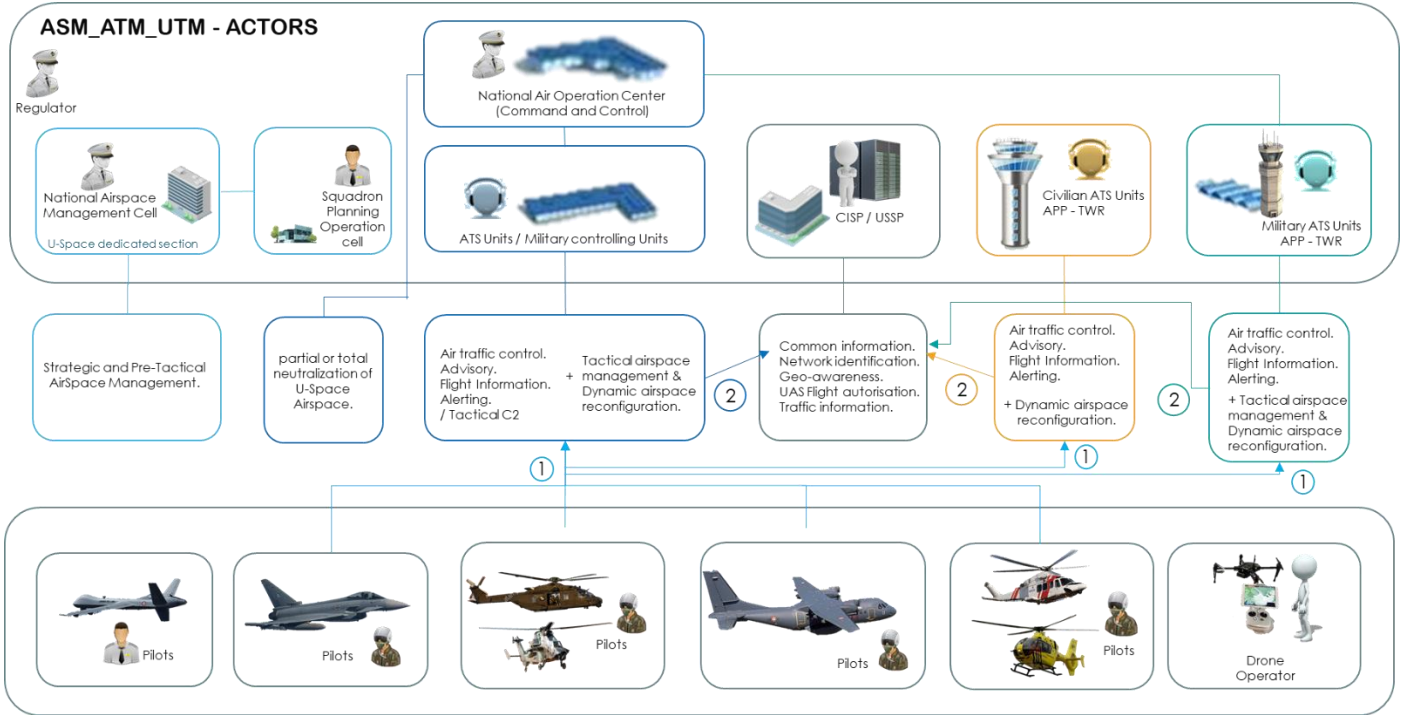 ASM_ATM_UTM - ACTORS
Regulator
National Airspace
Management Cell
U-Space dedicated section
Squadron
Planning
Operation
cell
National Air Operation Center
(Command and Control)
ATS Units / Military controlling Units
CISP / USSP
Civilian ATS Units
APP - TWR
Military ATS Units
APP - TWR
Strategic and Pre-Tactical
AirSpace Management.
partial or total
neutralization of
U-Space
Airspace.
Air traffic control.
Advisory.
Flight Information.
Alerting.
/ Tactical C2
+ Tactical airspace
management &
Dynamic airspace
reconfiguration.
2
Common information.
Network identification.
Geo-awareness.
UAS Flight autorisation.
Traffic information.
2
Air traffic control.
Advisory.
Flight Information.
Alerting.
+ Dynamic airspace
reconfiguration.
2
Air traffic control.
Advisory.
Flight Information.
Alerting.
+ Tactical airspace
management &
Dynamic airspace
reconfiguration.
1
1
1
Pilots
Pilots
Pilots
Pilots
Pilots
Drone
Operator